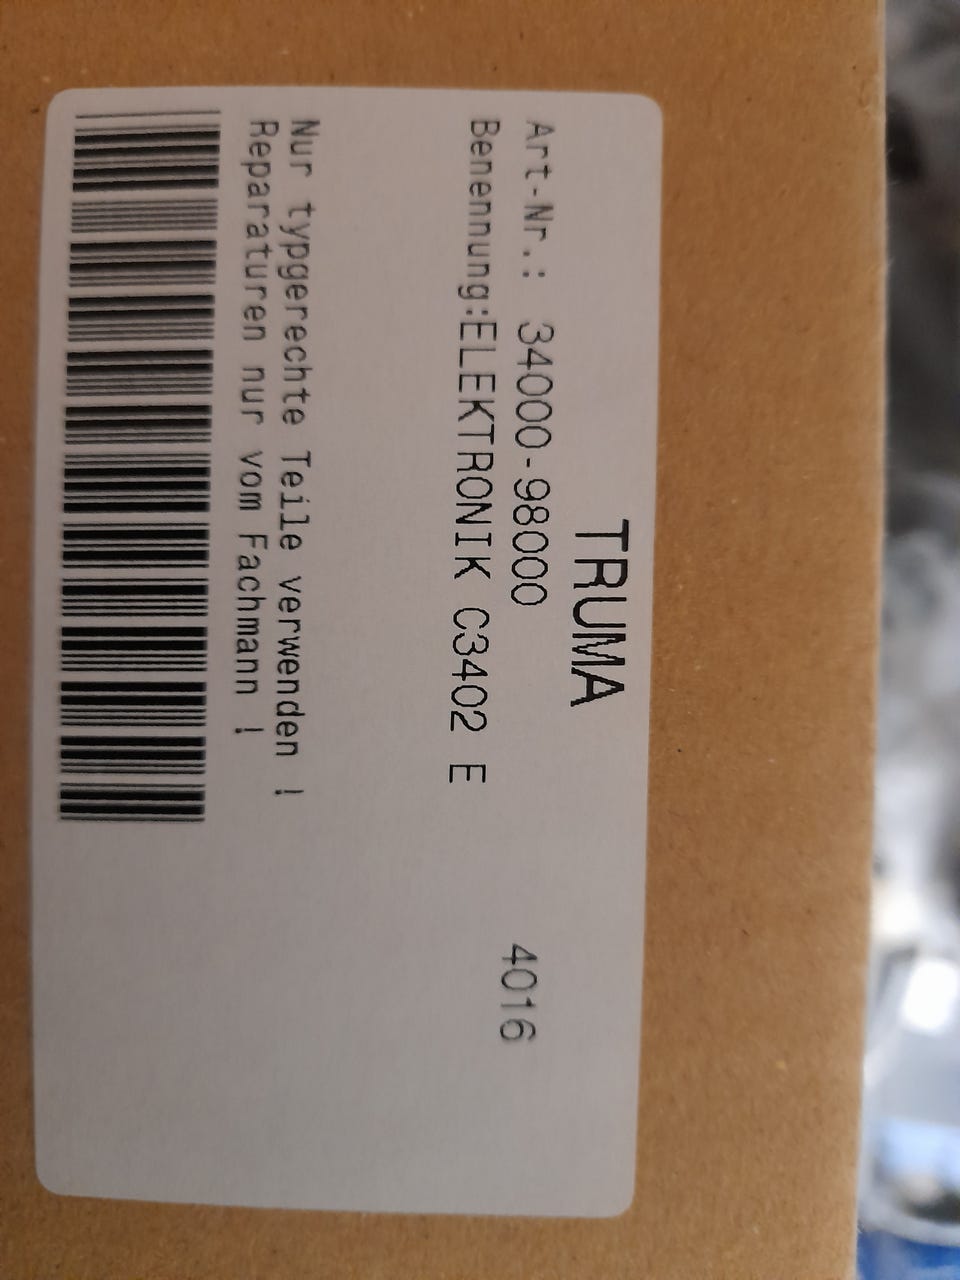 TRUMA
Art-Nr.: 34000-98000 4016
Benennung:ELEKTRONIK C3402 E
Nur typgerechte Teile verwenden !
Reparaturen nur vom Fachmann !